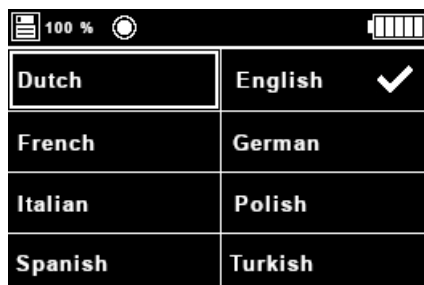 100 %
Dutch
English
French
German
Italian
Polish
Spanish
Turkish